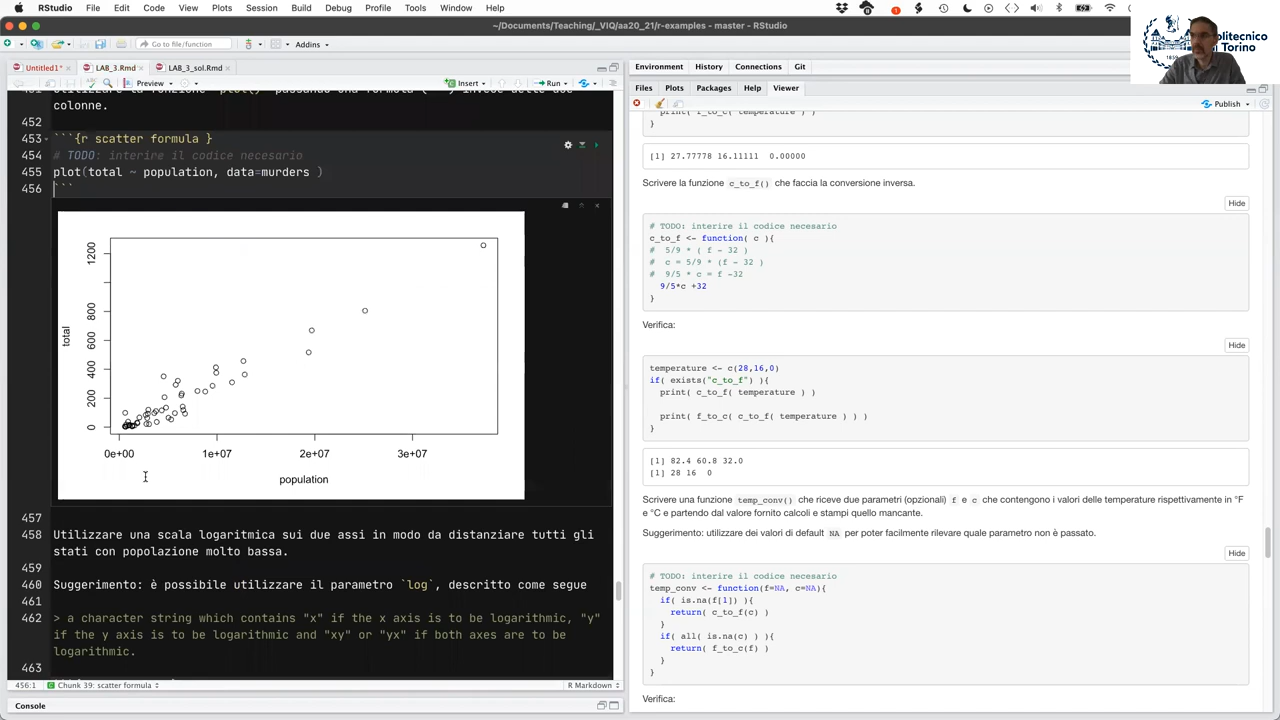 RStudio File Edit Code View Plots Session Build Debug Profile Tools Window Help
~/Documents/Teaching/_VIQ/aa20_21/r-examples - master - RStudio
Go to file/function Addins
Politecnico
di Torino
Untitled1* LAB_3.Rmd LAB_3_sol.Rmd
Preview Insert Run
colonne.
452
453 ```{r scatter formula }
454 # TODO: interire il codice necesario
455 plot(total ~ population, data=murders )
456 ```
1200
800
600
400
200
0
total
0e+00 1e+07 2e+07 3e+07
population
457
458 Utilizzare una scala logaritmica sui due assi in modo da distanziare tutti gli
stati con popolazione molto bassa.
459
460 Suggerimento: è possibile utilizzare il parametro `log`, descritto come segue
461
462 > a character string which contains "x" if the x axis is to be logarithmic, "y"
if the y axis is to be logarithmic and "xy" or "yx" if both axes are to be
logarithmic.
463
456:1 Chunk 39: scatter formula R Markdown
Console
Environment History Connections Git
Files Plots Packages Help Viewer
Publish
}
[1] 27.77778 16.11111 0.00000
Scrivere la funzione c_to_f() che faccia la conversione inversa.
Hide
# TODO: interire il codice necesario
c_to_f <- function( c ){
# 5/9 * ( f - 32 )
# c = 5/9 * (f - 32 )
# 9/5 * c = f -32
9/5*c +32
}
Verifica:
Hide
temperature <- c(28,16,0)
if( exists("c_to_f") ){
print( c_to_f( temperature ) )
print( f_to_c( c_to_f( temperature ) ) )
}
[1] 82.4 60.8 32.0
[1] 28 16 0
Scrivere una funzione temp_conv() che riceve due parametri (opzionali) f e c che contengono i valori delle temperature rispettivamente in °F
e °C e partendo dal valore fornito calcoli e stampi quello mancante.
Suggerimento: utilizzare dei valori di default NA per poter facilmente rilevare quale parametro non è passato.
Hide
# TODO: interire il codice necesario
temp_conv <- function(f=NA, c=NA){
if( is.na(f[1]) ){
return( c_to_f(c) )
}
if( all( is.na(c) ) ){
return( f_to_c(f) )
}
}
Verifica: